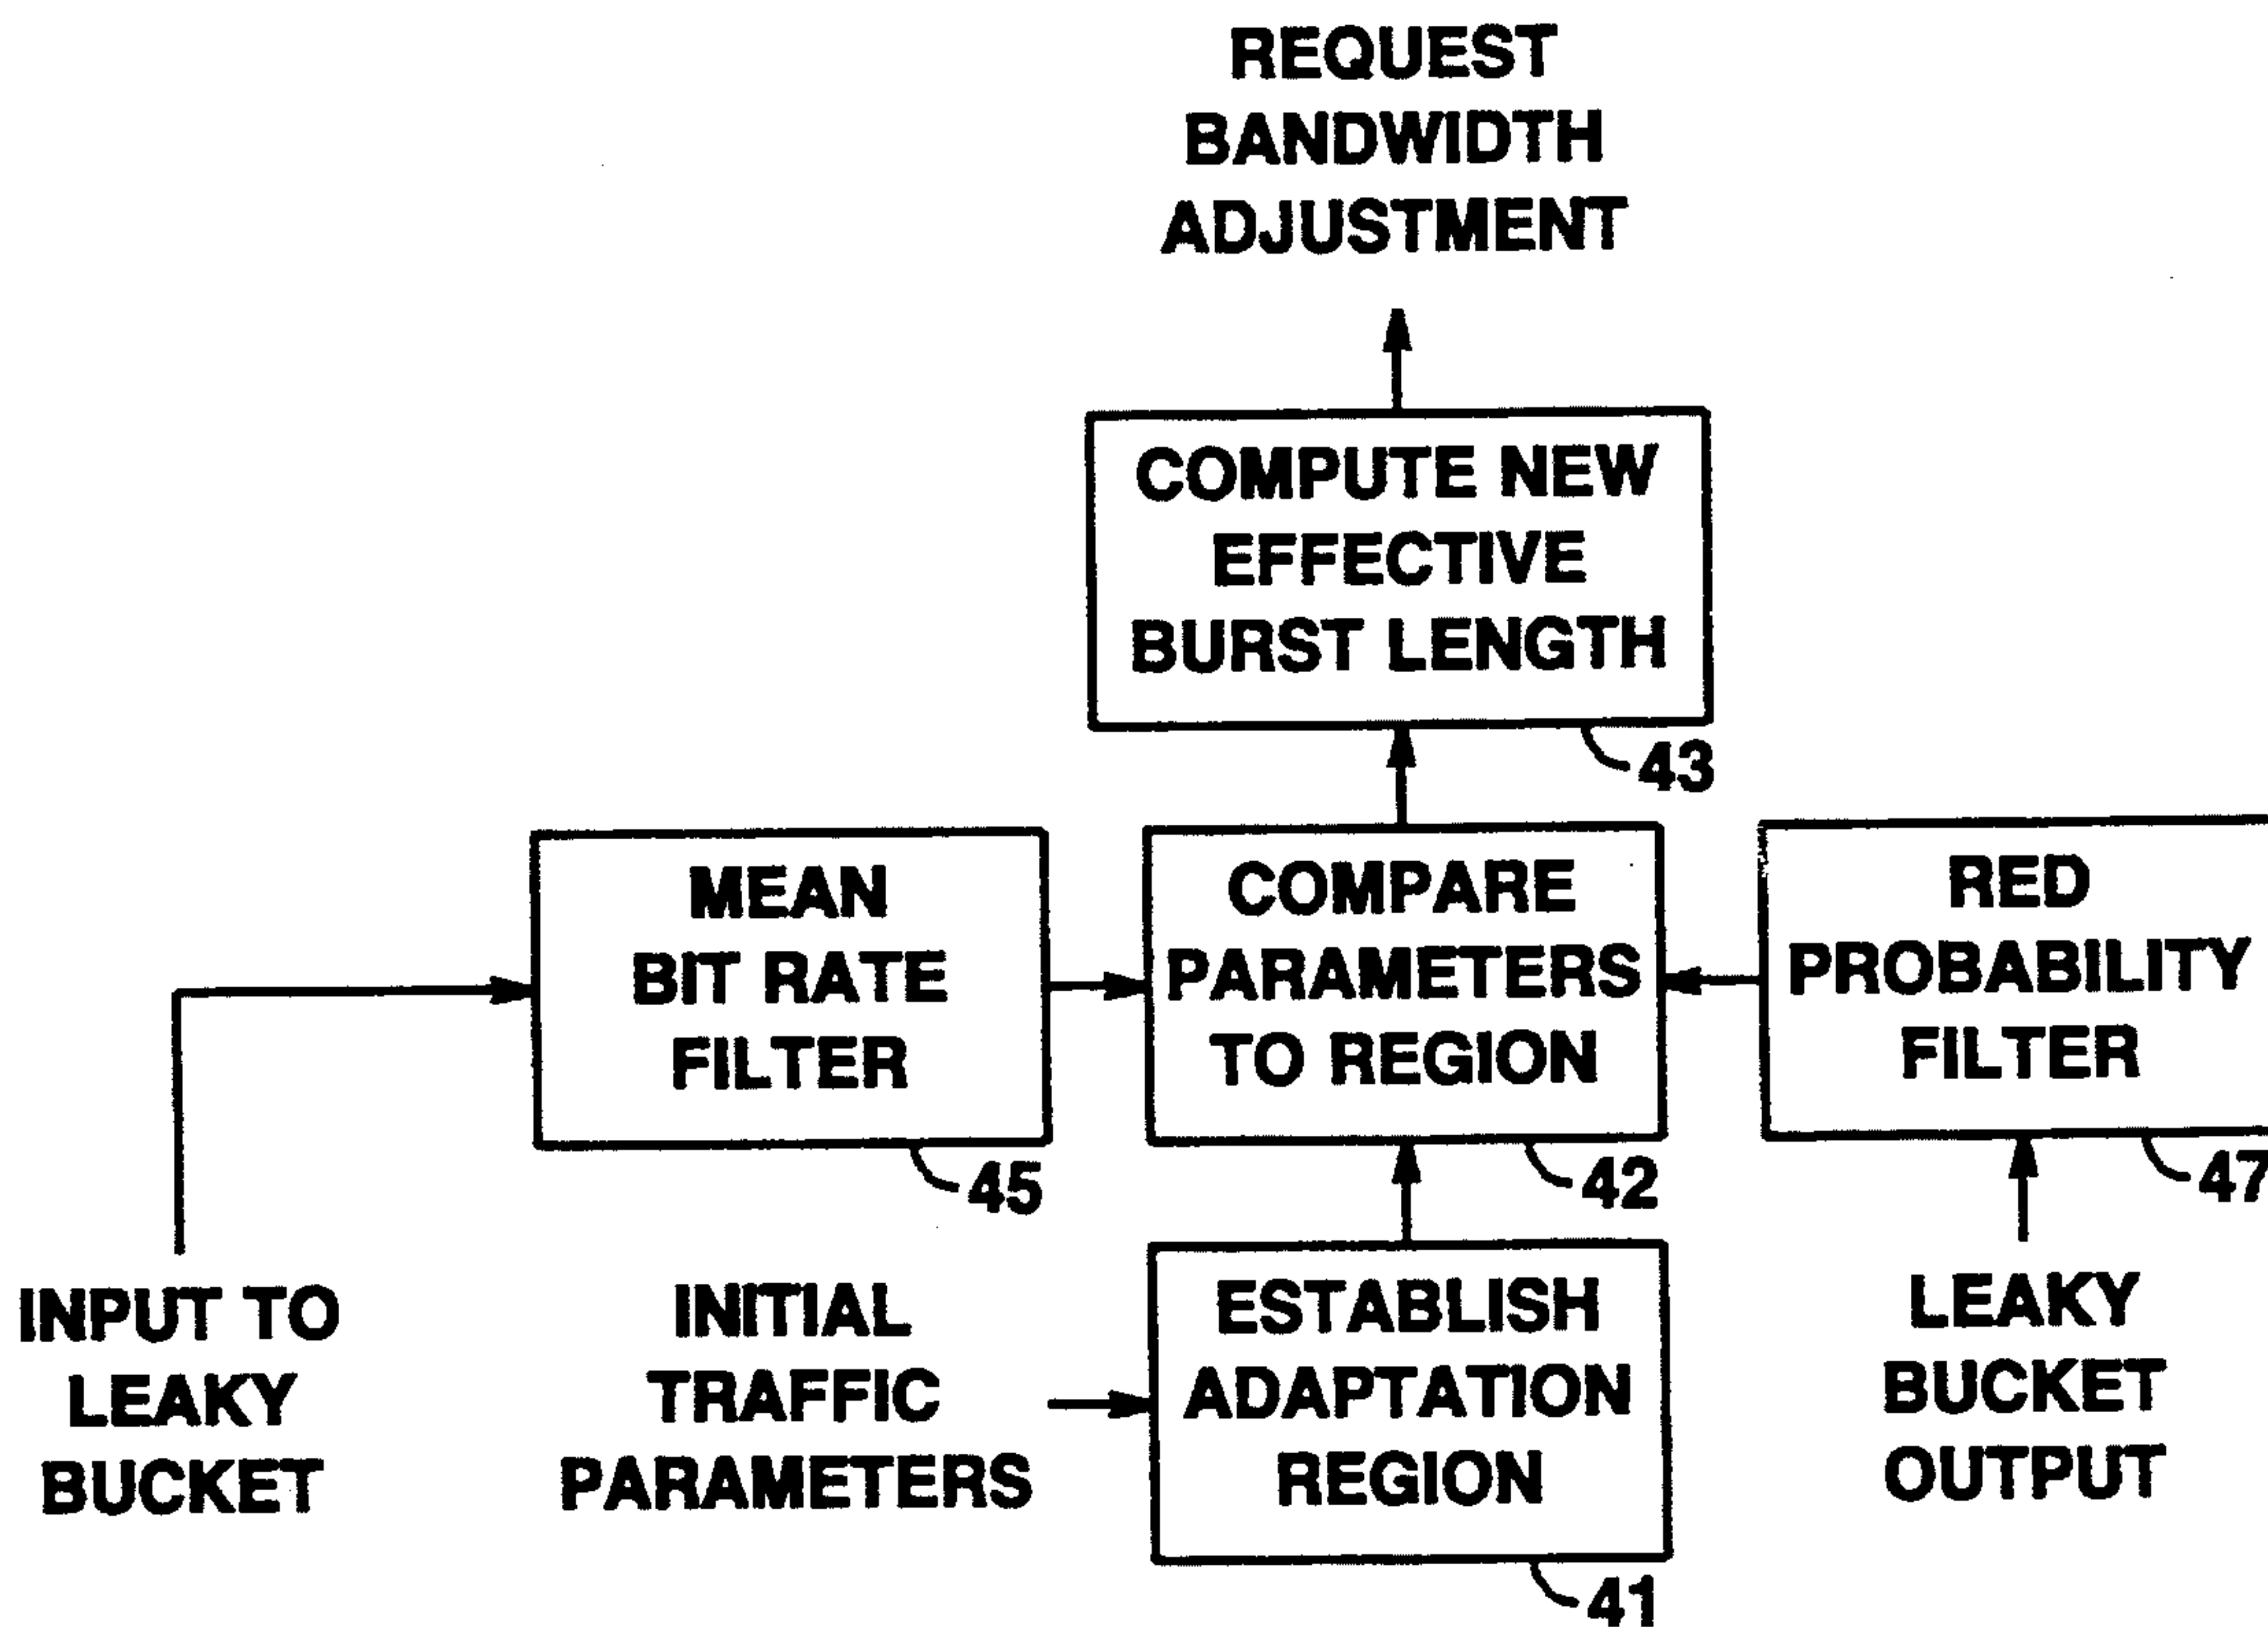 REQUEST
BANDWIDTH
ADJUSTMENT
COMPUTE NEW
EFFECTIVE
BURST LENGTH
43
MEAN
BIT RATE
FILTER
45
COMPARE
PARAMETERS
TO REGION
42
RED
PROBABILITY
FILTER
47
INPUT TO
LEAKY
BUCKET
INITIAL
TRAFFIC
PARAMETERS
ESTABLISH
ADAPTATION
REGION
41
LEAKY
BUCKET
OUTPUT